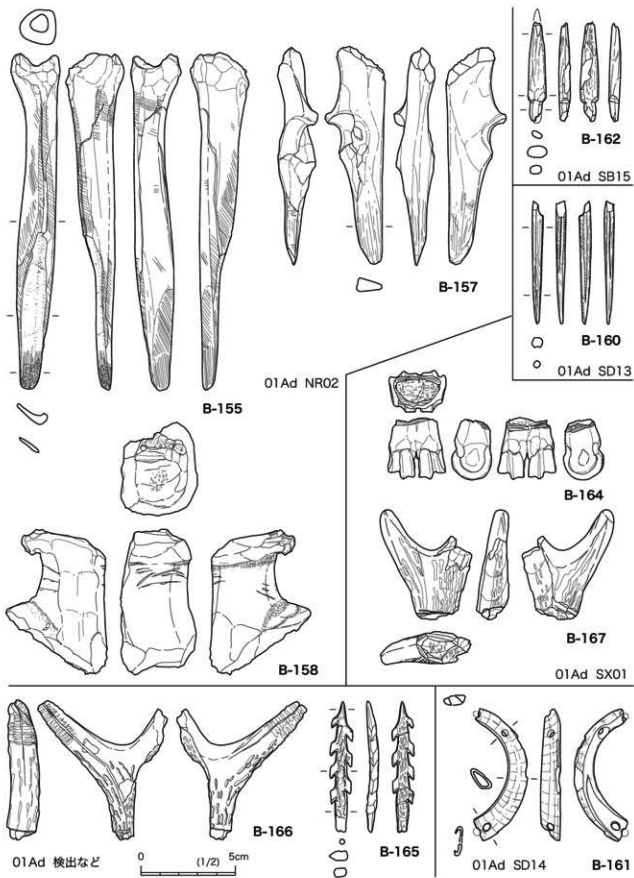 B-162
01Ad SB15
B-157
B-160
01Ad SD13
01Ad NR02
B-155
B-164
B-167
01Ad SX01
B-158
B-166
01Ad 検出など
0 (1/2) 5cm
B-165
01Ad SD14
B-161